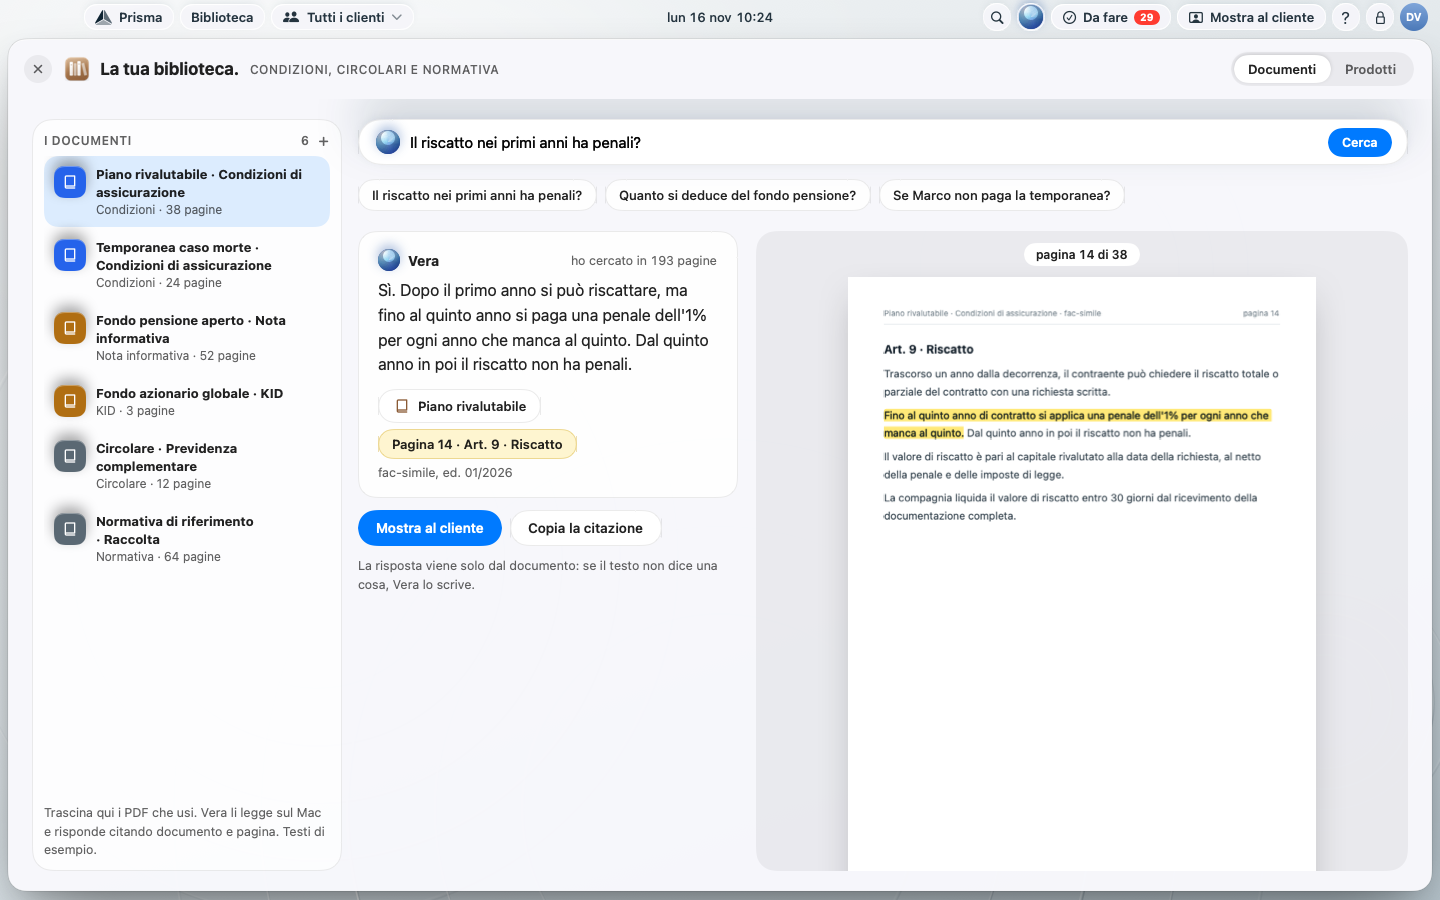 Prisma
Biblioteca
Tutti i clienti
lun 16 nov 10:24
Da fare 29
Mostra al cliente
?
DV
La tua biblioteca.
CONDIZIONI, CIRCOLARI E NORMATIVA
Documenti
Prodotti
I DOCUMENTI
6 +
Piano rivalutabile · Condizioni di
assicurazione
Condizioni · 38 pagine
Temporanea caso morte ·
Condizioni di assicurazione
Condizioni · 24 pagine
Fondo pensione aperto · Nota
informativa
Nota informativa · 52 pagine
Fondo azionario globale · KID
KID · 3 pagine
Circolare · Previdenza
complementare
Circolare · 12 pagine
Normativa di riferimento
· Raccolta
Normativa · 64 pagine
Trascina qui i PDF che usi. Vera li legge sul Mac
e risponde citando documento e pagina. Testi di
esempio.
Il riscatto nei primi anni ha penali?
Cerca
Il riscatto nei primi anni ha penali?
Quanto si deduce del fondo pensione?
Se Marco non paga la temporanea?
Vera
ho cercato in 193 pagine
Sì. Dopo il primo anno si può riscattare, ma
fino al quinto anno si paga una penale dell'1%
per ogni anno che manca al quinto. Dal quinto
anno in poi il riscatto non ha penali.
Piano rivalutabile
Pagina 14 · Art. 9 · Riscatto
fac-simile, ed. 01/2026
Mostra al cliente
Copia la citazione
La risposta viene solo dal documento: se il testo non dice una
cosa, Vera lo scrive.
pagina 14 di 38
Piano rivalutabile · Condizioni di assicurazione · fac-simile
pagina 14
Art. 9 · Riscatto
Trascorso un anno dalla decorrenza, il contraente può chiedere il riscatto totale o
parziale del contratto con una richiesta scritta.
Fino al quinto anno di contratto si applica una penale dell'1% per ogni anno che
manca al quinto. Dal quinto anno in poi il riscatto non ha penali.
Il valore di riscatto è pari al capitale rivalutato alla data della richiesta, al netto
della penale e delle imposte di legge.
La compagnia liquida il valore di riscatto entro 30 giorni dal ricevimento della
documentazione completa.